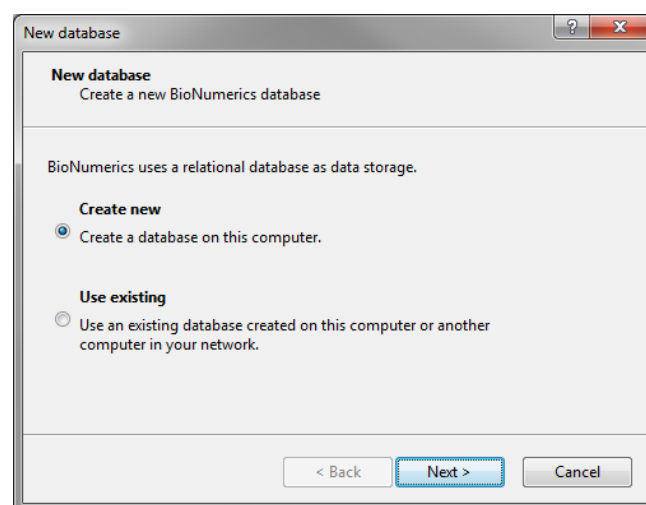 New database
New database
Create a new BioNumerics database
BioNumerics uses a relational database as data storage.
Create new
Create a database on this computer.
Use existing
Use an existing database created on this computer or another
computer in your network.
< Back Next > Cancel